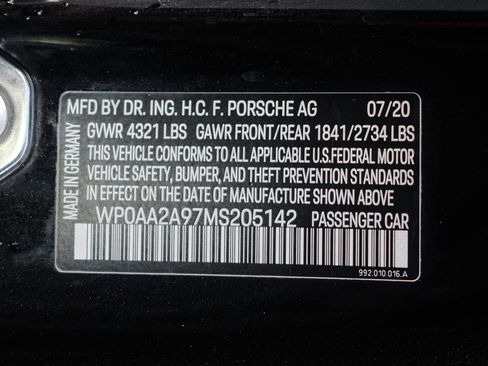 MFD BY DR. ING. H.C. F. PORSCHE AG 07/20
GVWR 4321 LBS GAWR FRONT/REAR 1841/2734 LBS
THIS VEHICLE CONFORMS TO ALL APPLICABLE U.S.FEDERAL MOTOR
VEHICLE SAFETY, BUMPER, AND THEFT PREVENTION STANDARDS
IN EFFECT ON THE DATE OF MANUFACTURE SHOWN ABOVE
WP0AA2A97MS205142 PASSENGER CAR
992.010.016.A
MADE IN GERMANY